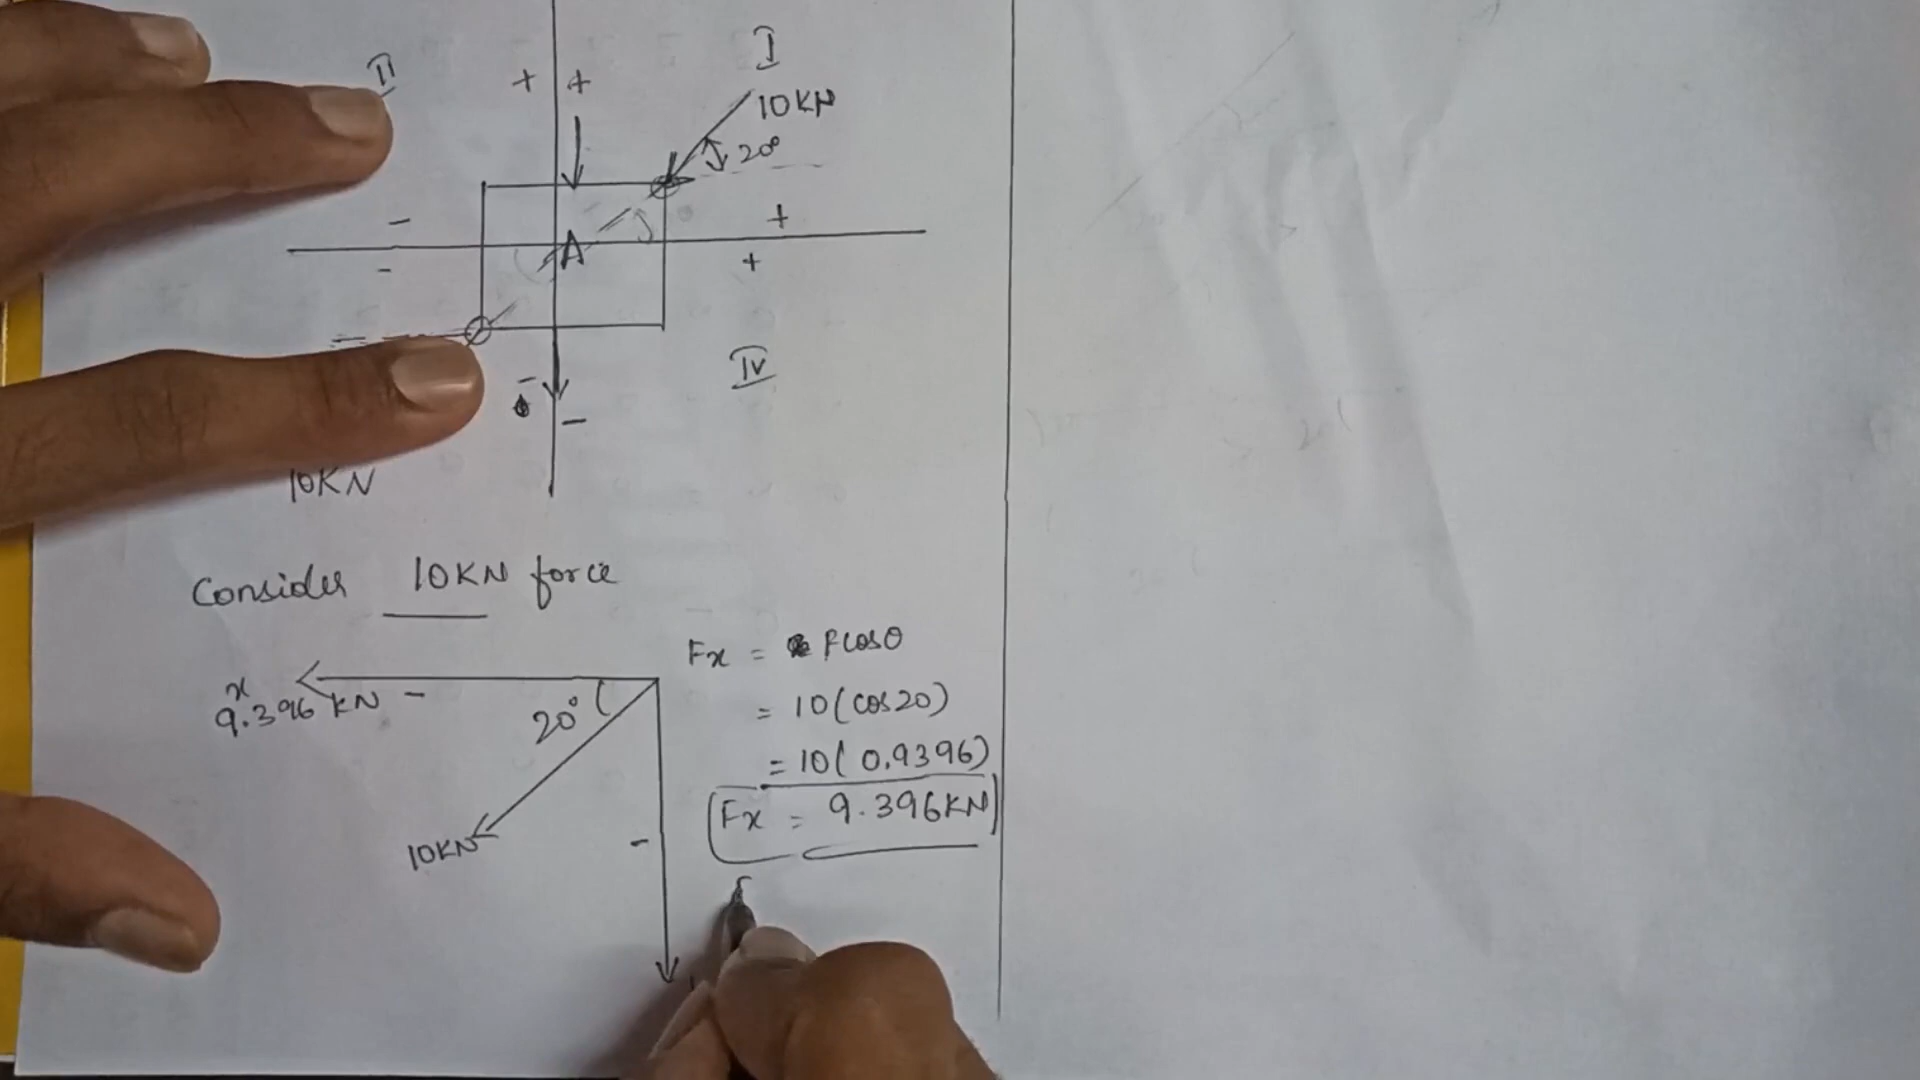 II
I
+ +
10KN
20°
-
+
A
-
+
IV
-
-
10KN
Consider 10KN force
Fx = Fcosθ
x
9.396 KN -
20°
= 10(cos20)
= 10(0.9396)
Fx = 9.396KN
10KN
-